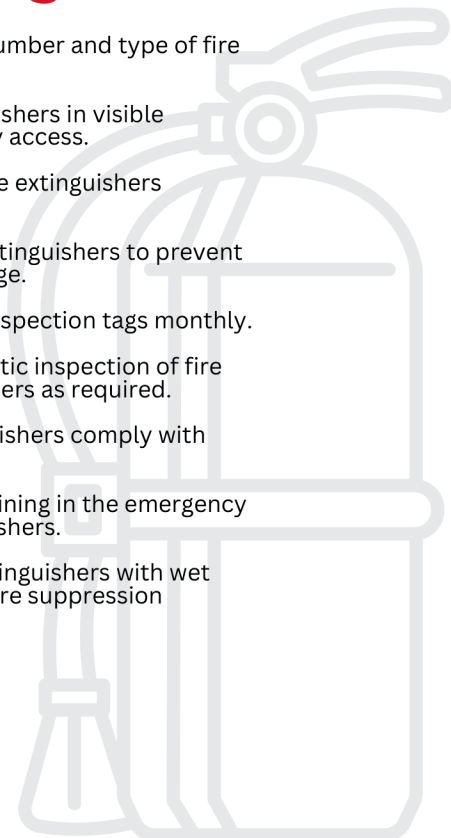 umber and type of fire
shers in visible
y access.
e extinguishers
tinguishers to prevent
ge.
spection tags monthly.
tic inspection of fire
ers as required.
ishers comply with
ining in the emergency
shers.
inguishers with wet
re suppression